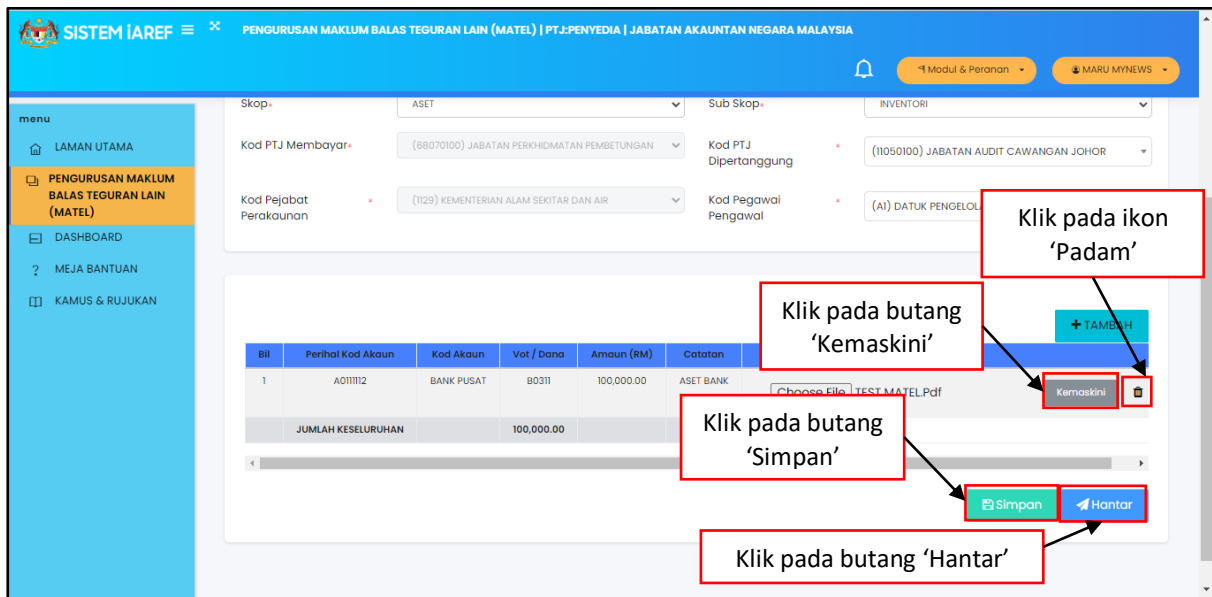 SISTEM iAREF
PENGURUSAN MAKLUM BALAS TEGURAN LAIN (MATEL) | PTJ:PENYEDIA | JABATAN AKAUNTAN NEGARA MALAYSIA
Modul & Peranan
MARU MYNEWS
menu
LAMAN UTAMA
PENGURUSAN MAKLUM
BALAS TEGURAN LAIN
(MATEL)
DASHBOARD
? MEJA BANTUAN
KAMUS & RUJUKAN
Skop*
ASET
Sub Skop*
INVENTORI
Kod PTJ Membayar*
(68070100) JABATAN PERKHIDMATAN PEMBETUNGAN
Kod PTJ *
Dipertanggung
(11050100) JABATAN AUDIT CAWANGAN JOHOR
Kod Pejabat *
Perakaunan
(1129) KEMENTERIAN ALAM SEKITAR DAN AIR
Kod Pegawai *
Pengawal
(A1) DATUK PENGELOLA
Klik pada ikon
‘Padam’
Klik pada butang
‘Kemaskini’
+ TAMBAH
Bil Perihal Kod Akaun Kod Akaun Vot / Dana Amaun (RM) Catatan
1 A0111112 BANK PUSAT B0311 100,000.00 ASET BANK Choose File TEST MATEL.Pdf Kemaskini
JUMLAH KESELURUHAN 100,000.00
Klik pada butang
‘Simpan’
Simpan
Hantar
Klik pada butang ‘Hantar’